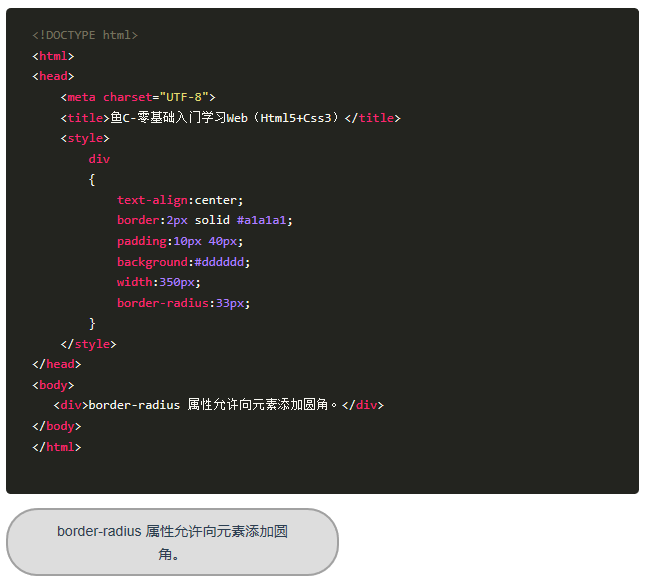 <!DOCTYPE html>
<html>
<head>
    <meta charset="UTF-8">
    <title>鱼C-零基础入门学习Web（Html5+Css3）</title>
    <style>
        div
        {
            text-align:center;
            border:2px solid #a1a1a1;
            padding:10px 40px;
            background:#dddddd;
            width:350px;
            border-radius:33px;
        }
    </style>
</head>
<body>
   <div>border-radius 属性允许向元素添加圆角。</div>
</body>
</html>
border-radius 属性允许向元素添加圆
角。